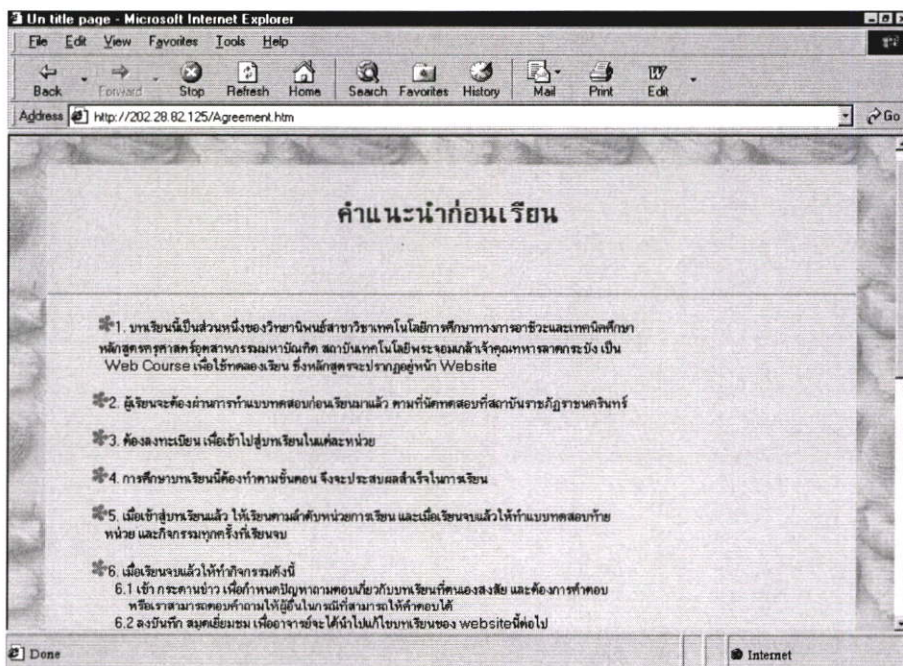 Un title page - Microsoft Internet Explorer
File Edit View Favorites Tools Help
Back Forward Stop Refresh Home Search Favorites History Mail Print Edit
Address http://202.28.82.125/Agreement.htm Go
คำแนะนำก่อนเรียน
1. บทเรียนนี้เป็นส่วนหนึ่งของวิทยานิพนธ์สาขาวิชาเทคโนโลยีการศึกษาทางการอาชีวะและเทคนิคศึกษา
หลักสูตรครุศาสตร์อุตสาหกรรมมหาบัณฑิต สถาบันเทคโนโลยีพระจอมเกล้าเจ้าคุณทหารลาดกระบัง เป็น
Web Course เพื่อใช้ทดลองเรียน ซึ่งหลักสูตรจะปรากฏอยู่หน้า Website
2. ผู้เรียนจะต้องผ่านการทำแบบทดสอบก่อนเรียนมาแล้ว ตามที่นัดทดสอบที่สถาบันราชภัฏราชนครินทร์
3. ต้องลงทะเบียน เพื่อเข้าไปสู่บทเรียนในแต่ละหน่วย
4. การศึกษาบทเรียนนี้ต้องทำตามขั้นตอน จึงจะประสบผลสำเร็จในการเรียน
5. เมื่อเข้าสู่บทเรียนแล้ว ให้เรียนตามลำดับหน่วยการเรียน และเมื่อเรียนจบแล้วให้ทำแบบทดสอบท้าย
หน่วย และกิจกรรมทุกครั้งที่เรียนจบ
6. เมื่อเรียนจบแล้วให้ทำกิจกรรมดังนี้
6.1 เข้า กระดานข่าว เพื่อกำหนดปัญหาถามตอบเกี่ยวกับบทเรียนที่ตนเองสงสัย และต้องการคำตอบ
หรือเราสามารถตอบคำถามให้ผู้อื่นในกรณีที่สามารถให้คำตอบได้
6.2 ลงบันทึก สมุดเยี่ยมชม เพื่ออาจารย์จะได้นำไปแก้ไขบทเรียนของ websiteนี้ต่อไป
Done Internet